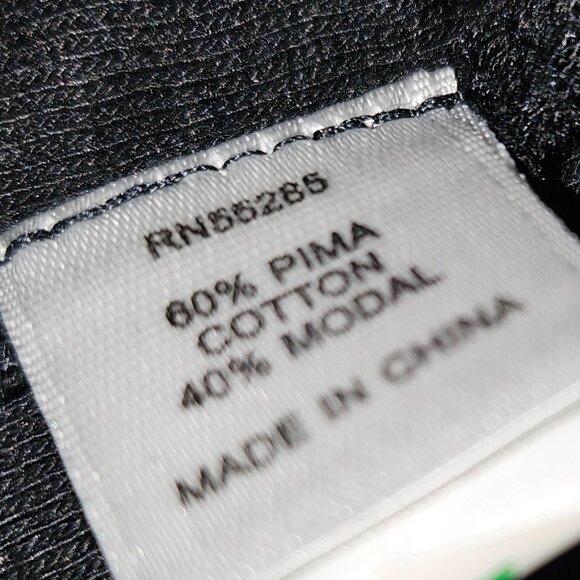 RN55285
60% PIMA
COTTON
40% MODAL
MADE IN CHINA